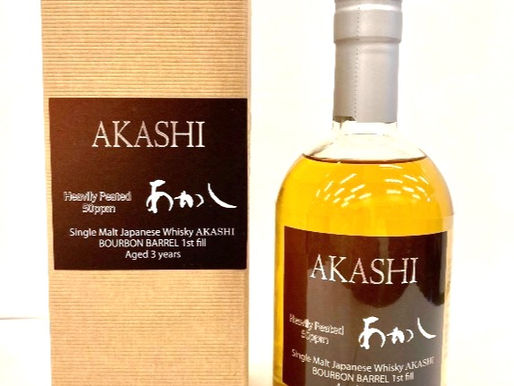 AKASHI
Heavily Peated
50ppm
あかし
Single Malt Japanese Whisky AKASHI
BOURBON BARREL 1st fill
Aged 3 years
AKASHI
Heavily Peated
50ppm
あかし
Single Malt Japanese Whisky AKASHI
BOURBON BARREL 1st fill